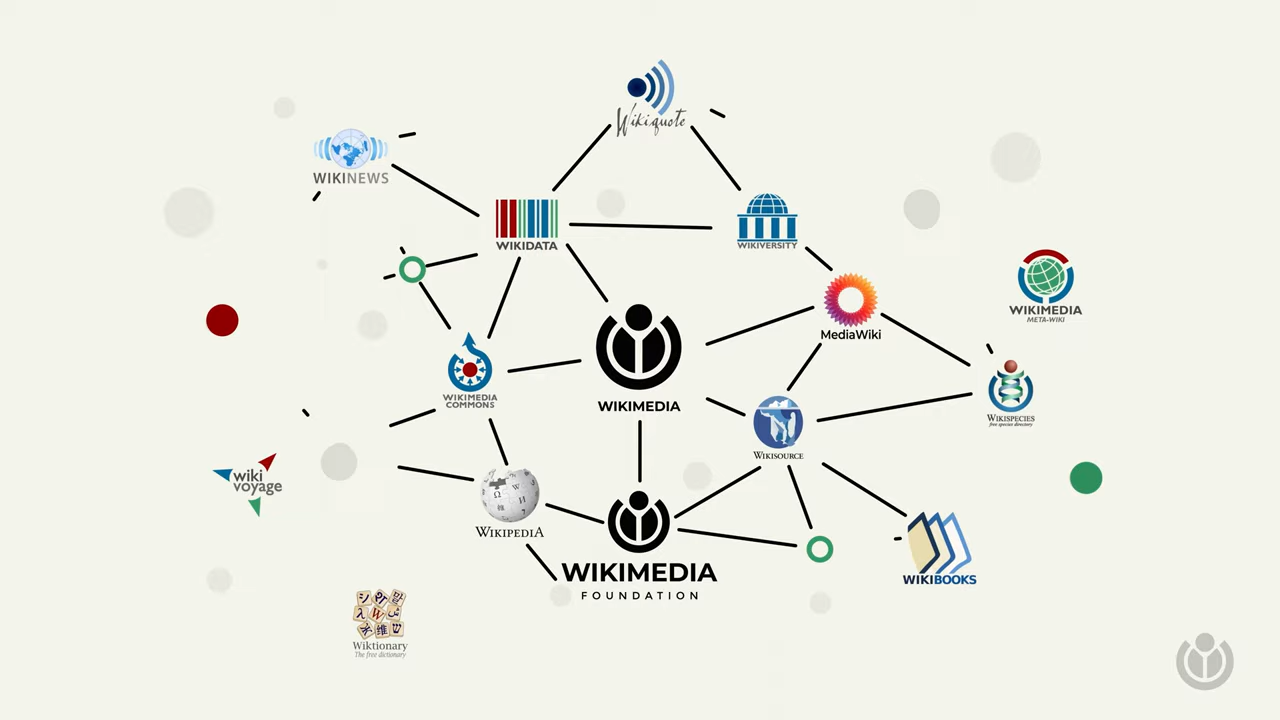 Wikiquote
WIKINEWS
WIKIDATA
WIKIVERSITY
WIKIMEDIA
META-WIKI
MediaWiki
WIKIMEDIA
COMMONS
WIKIMEDIA
WIKISPECIES
free species directory
WIKISOURCE
wiki
voyage
WIKIPEDIA
WIKIMEDIA
FOUNDATION
WIKIBOOKS
Wiktionary
The free dictionary